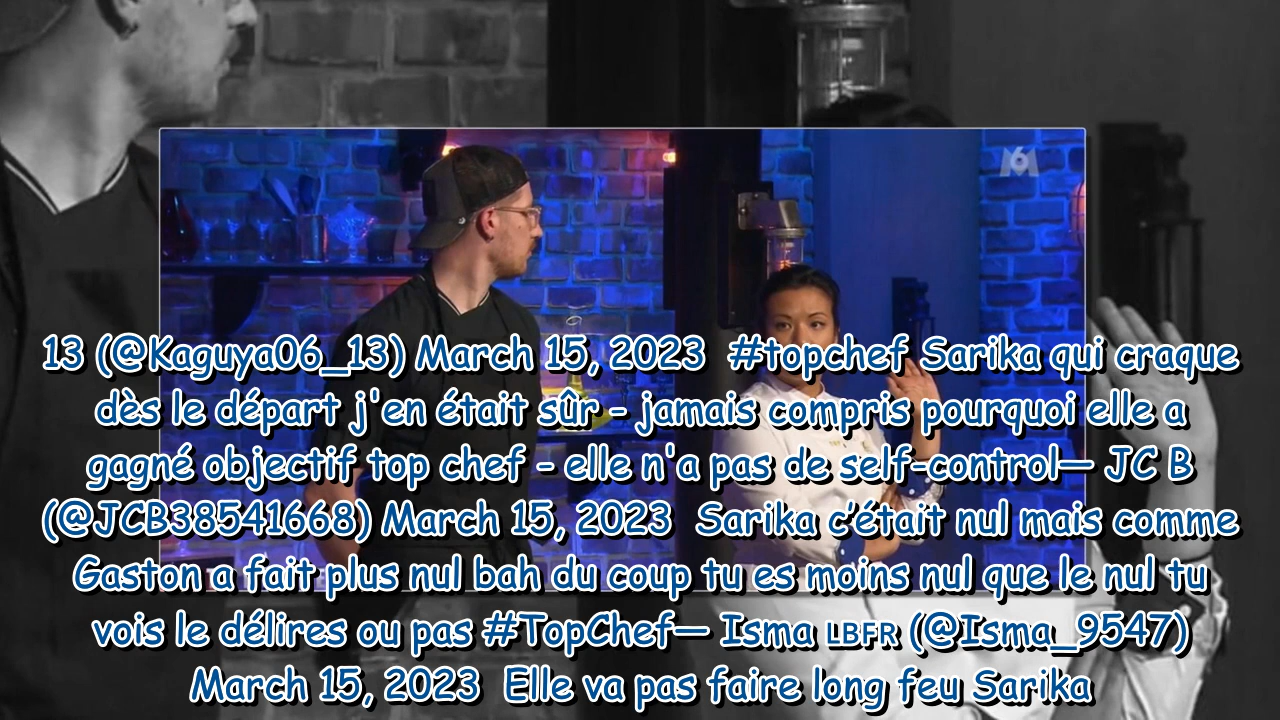 M6
13 (@Kaguya06_13) March 15, 2023 #topchef Sarika qui craque
dès le départ j'en était sûr - jamais compris pourquoi elle a
gagné objectif top chef - elle n'a pas de self-control— JC B
(@JCB38541668) March 15, 2023 Sarika c’était nul mais comme
Gaston a fait plus nul bah du coup tu es moins nul que le nul tu
vois le délires ou pas #TopChef— Isma ʟʙꜰʀ (@Isma_9547)
March 15, 2023 Elle va pas faire long feu Sarika